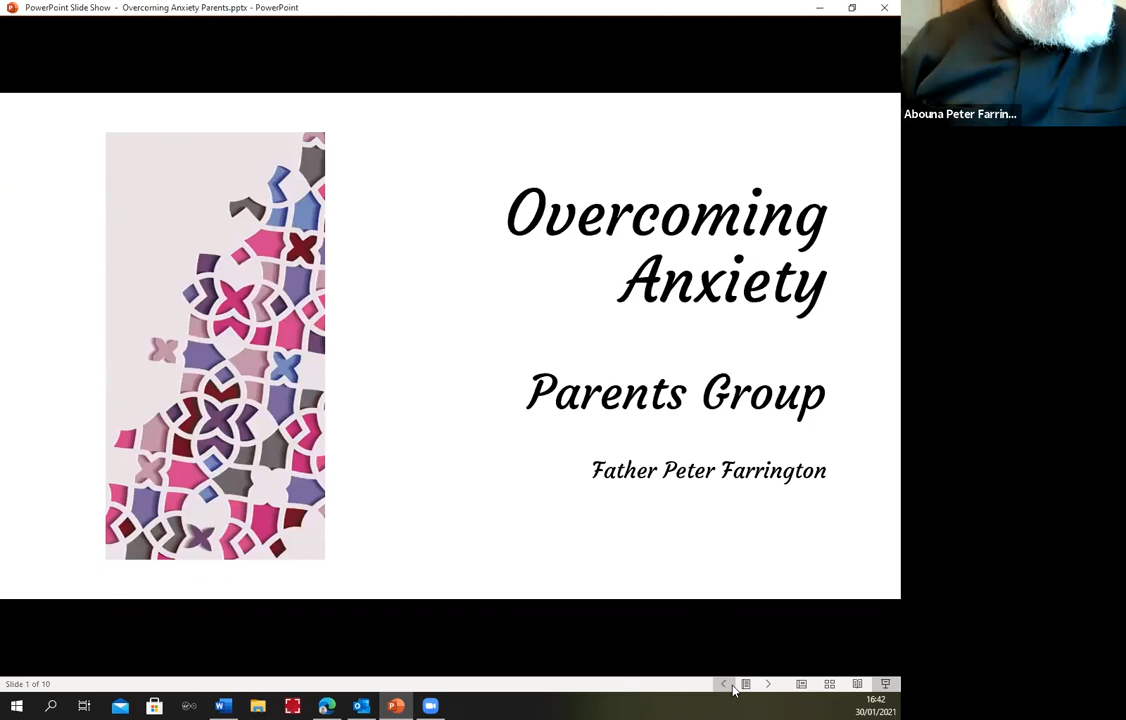 PowerPoint Slide Show - Overcoming Anxiety Parents.pptx - PowerPoint
Abouna Peter Farrin...
Overcoming
Anxiety
Parents Group
Father Peter Farrington
Slide 1 of 10
16:42
30/01/2021